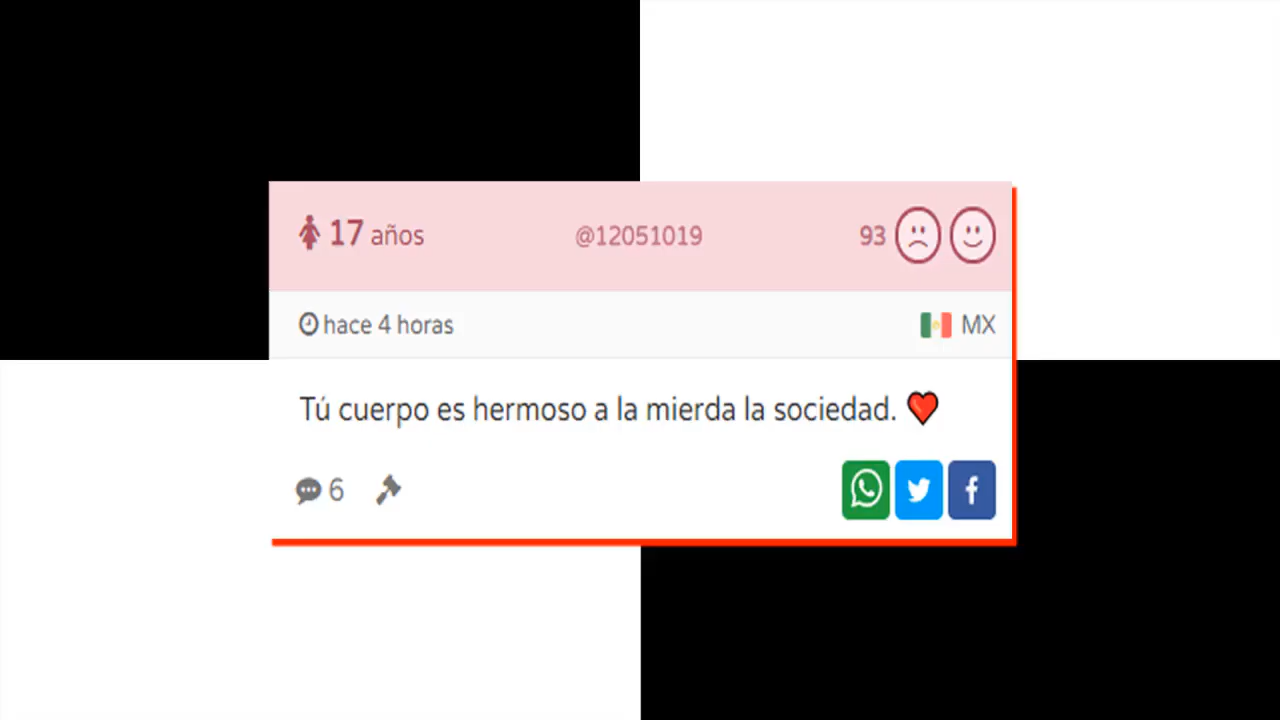 17 años @12051019 93
hace 4 horas MX
Tú cuerpo es hermoso a la mierda la sociedad. ❤️
6